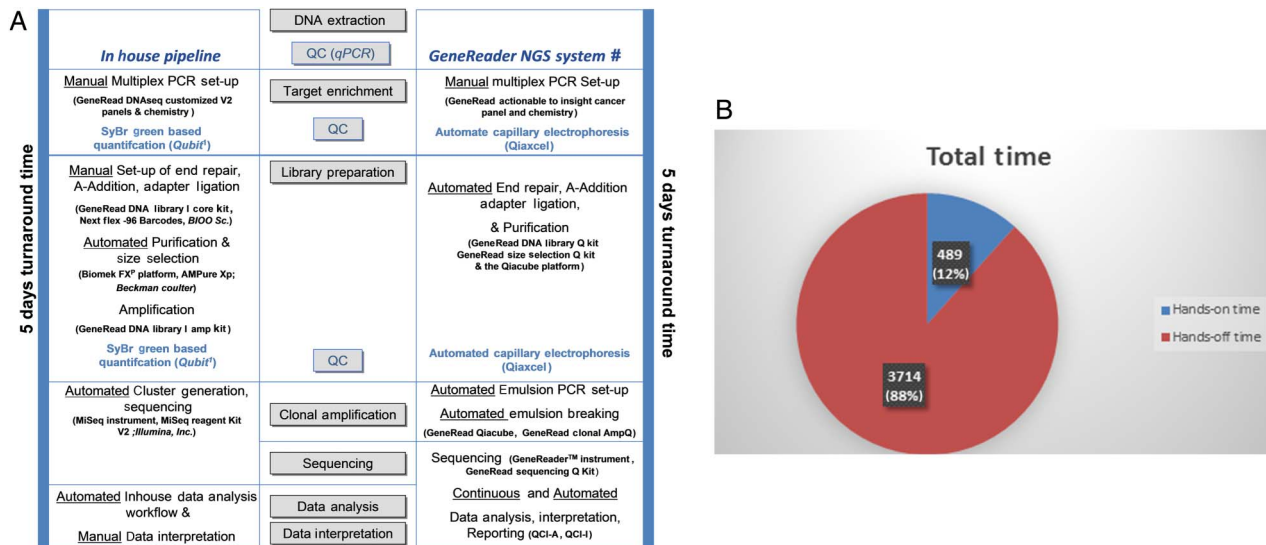 A
5 days turnaround time
In house pipeline
Manual Multiplex PCR set-up
(GeneRead DNAseq customized V2
panels & chemistry)
SyBr green based
quantifcation (Qubit¹)
Manual Set-up of end repair,
A-Addition, adapter ligation
(GeneRead DNA library I core kit,
Next flex -96 Barcodes, BIOO Sc.)
Automated Purification &
size selection
(Biomek FXᴾ platform, AMPure Xp;
Beckman coulter)
Amplification
(GeneRead DNA library I amp kit)
SyBr green based
quantifcation (Qubit¹)
Automated Cluster generation,
sequencing
(MiSeq instrument, MiSeq reagent Kit
V2 ;Illumina, Inc.)
Automated Inhouse data analysis
workflow &
Manual Data interpretation
DNA extraction
QC (qPCR)
Target enrichment
QC
Library preparation
QC
Clonal amplification
Sequencing
Data analysis
Data interpretation
GeneReader NGS system #
Manual multiplex PCR Set-up
(GeneRead actionable to insight cancer
panel and chemistry)
Automate capillary electrophoresis
(Qiaxcel)
Automated End repair, A-Addition
adapter ligation,
& Purification
(GeneRead DNA library Q kit
GeneRead size selection Q kit
& the Qiacube platform)
Automated capillary electrophoresis
(Qiaxcel)
Automated Emulsion PCR set-up
Automated emulsion breaking
(GeneRead Qiacube, GeneRead clonal AmpQ)
Sequencing (GeneReader™ instrument,
GeneRead sequencing Q Kit)
Continuous and Automated
Data analysis, interpretation,
Reporting (QCI-A, QCI-I)
5 days turnaround time
B
Total time
489
(12%)
3714
(88%)
Hands-on time
Hands-off time